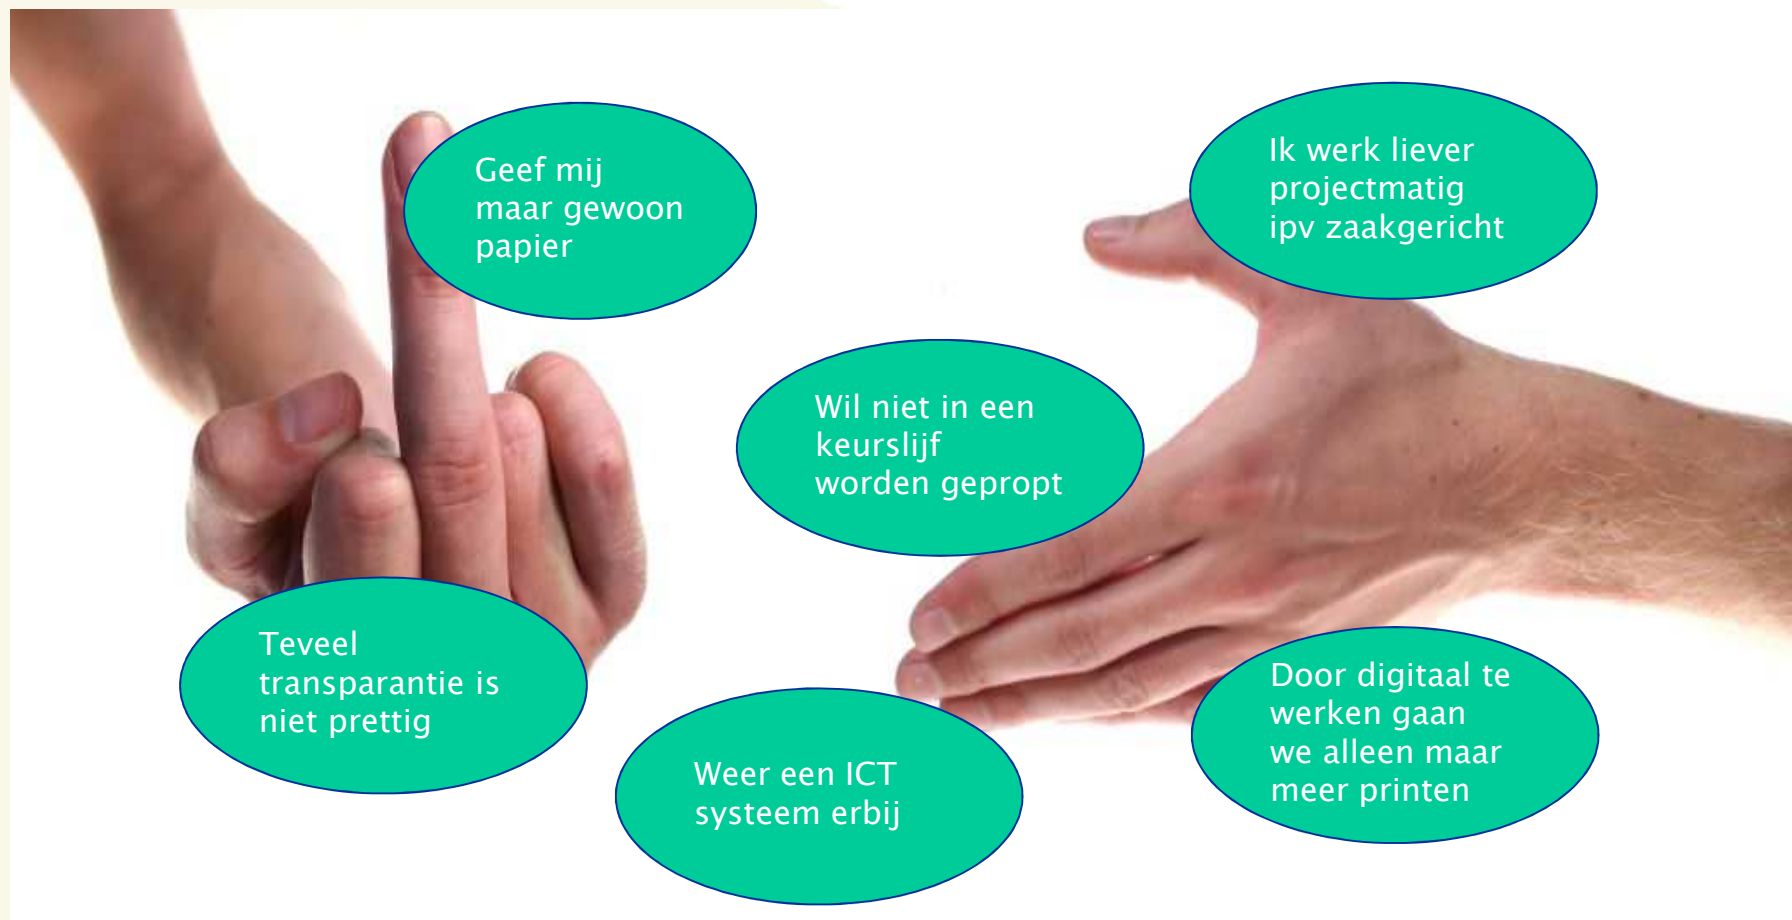 Geef mij
maar gewoon
papier
Ik werk liever
projectmatig
ipv zaakgericht
Wil niet in een
keurslijf
worden gepropt
Teveel
transparantie is
niet prettig
Weer een ICT
systeem erbij
Door digitaal te
werken gaan
we alleen maar
meer printen